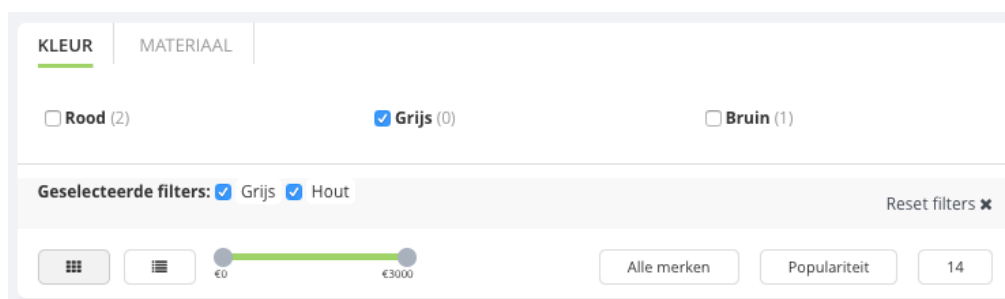 KLEUR MATERIAAL
Rood (2) Grijs (0) Bruin (1)
Geselecteerde filters: Grijs Hout
Reset filters ✖
€0 €3000 Alle merken Populariteit 14